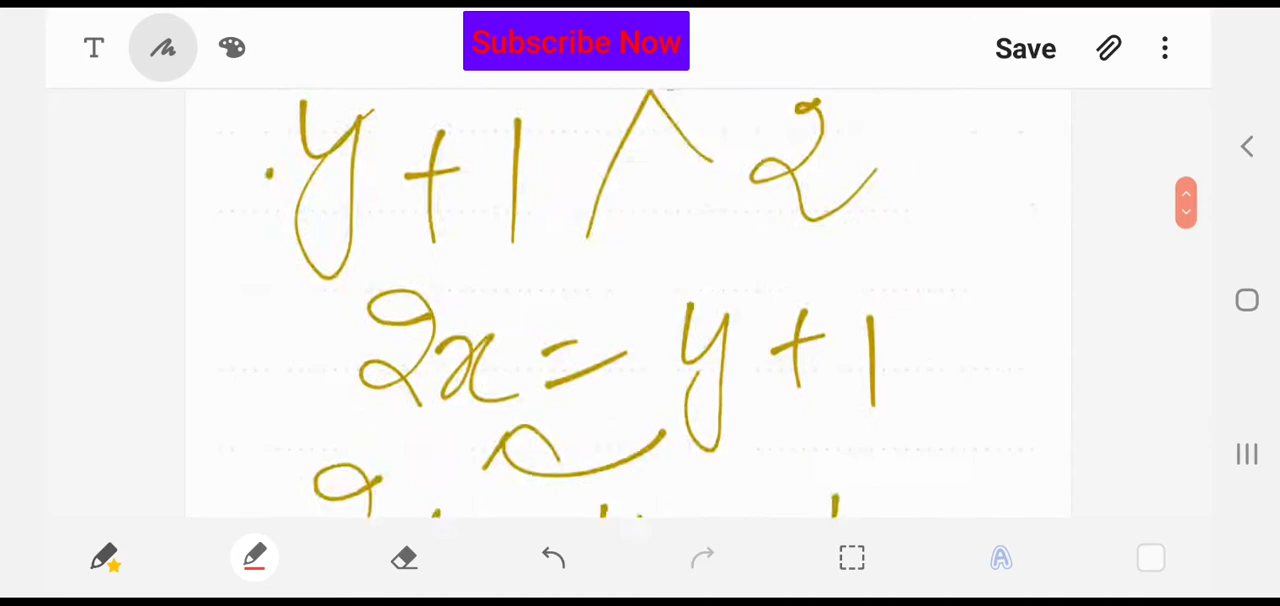 Subscribe Now
T
Save
y + 1 ^ 2
2x = y + 1
A